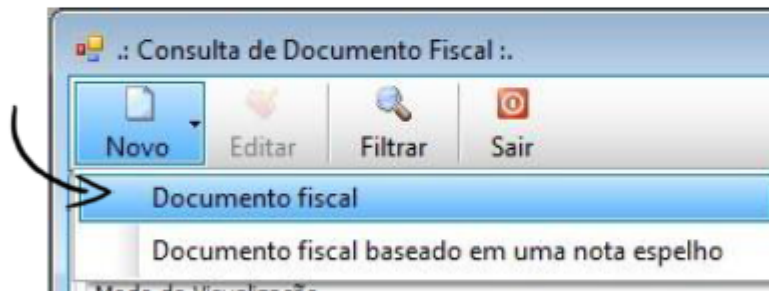 .: Consulta de Documento Fiscal :.
Novo Editar Filtrar Sair
Documento fiscal
Documento fiscal baseado em uma nota espelho